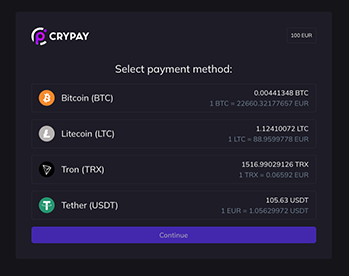 CRYPAY
100 EUR
Select payment method:
Bitcoin (BTC)
0.00441348 BTC
1 BTC = 22660.32177657 EUR
Litecoin (LTC)
1.12410072 LTC
1 LTC = 88.9599778 EUR
Tron (TRX)
1516.99029126 TRX
1 TRX = 0.06592 EUR
Tether (USDT)
105.63 USDT
1 EUR = 1.05629972 USDT
Continue